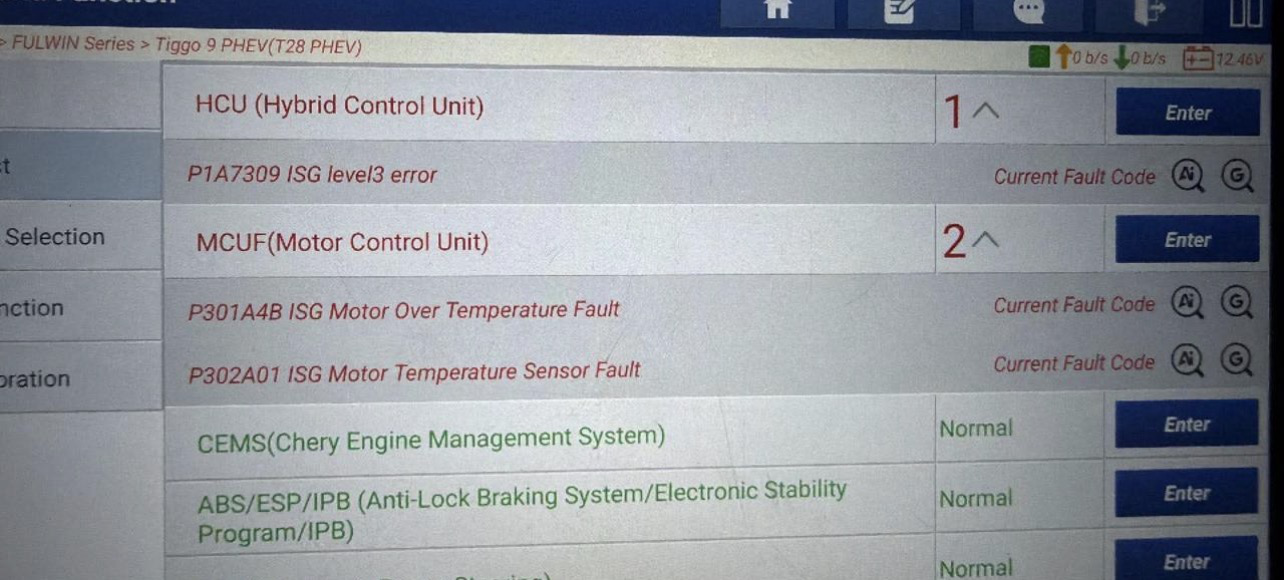 > FULWIN Series > Tiggo 9 PHEV(T28 PHEV)
0 b/s 0 b/s 12.46V
HCU (Hybrid Control Unit) 1 Enter
P1A7309 ISG level3 error Current Fault Code Ai G
Selection
MCUF(Motor Control Unit) 2 Enter
P301A4B ISG Motor Over Temperature Fault Current Fault Code Ai G
P302A01 ISG Motor Temperature Sensor Fault Current Fault Code Ai G
CEMS(Chery Engine Management System) Normal Enter
ABS/ESP/IPB (Anti-Lock Braking System/Electronic Stability
Program/IPB) Normal Enter
Normal Enter